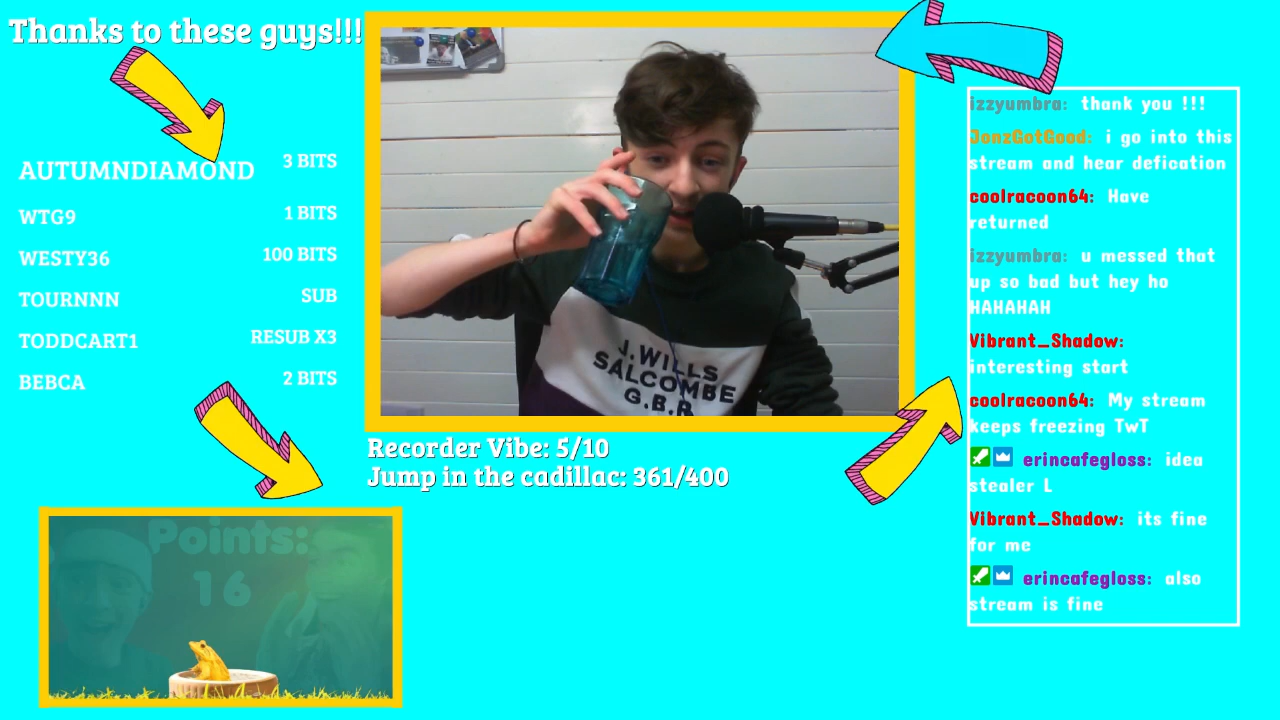 Thanks to these guys!!!
AUTUMNDIAMOND 3 BITS
WTG9 1 BITS
WESTY36 100 BITS
TOURNNN SUB
TODDCART1 RESUB X3
BEBCA 2 BITS
J.WILLS
SALCOMBE
G.B.R
Recorder Vibe: 5/10
Jump in the cadillac: 361/400
Points:
16
izzyumbra: thank you !!!
JonzGotGood: i go into this
stream and hear defication
coolracoon64: Have
returned
izzyumbra: u messed that
up so bad but hey ho
HAHAHAH
Vibrant_Shadow:
interesting start
coolracoon64: My stream
keeps freezing TwT
erincafegloss: idea
stealer L
Vibrant_Shadow: its fine
for me
erincafegloss: also
stream is fine